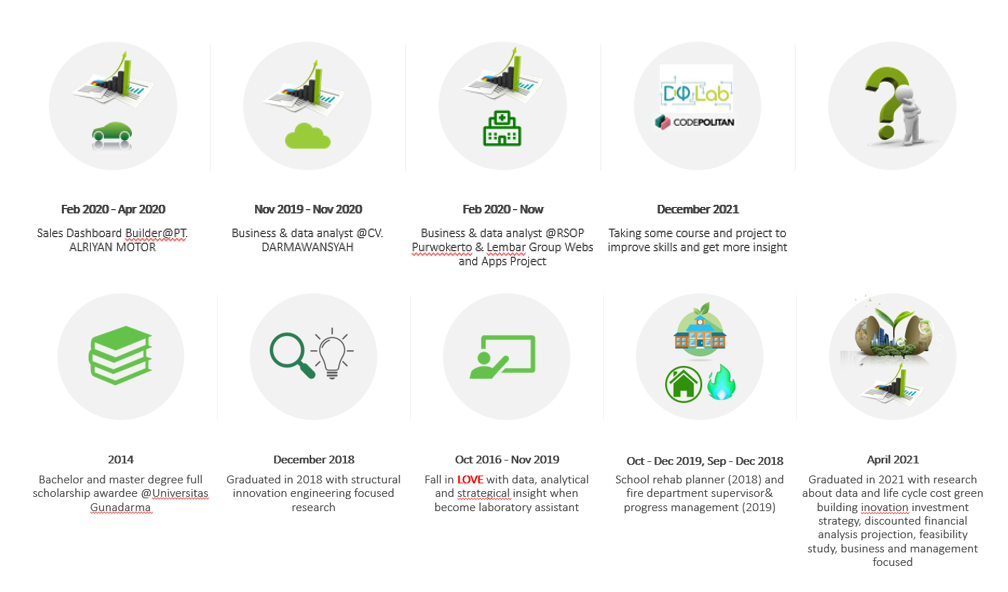 DQLab
CODEPOLITAN
Feb 2020 – Apr 2020
Sales Dashboard Builder@PT.
ALRIYAN MOTOR
Nov 2019 - Nov 2020
Business & data analyst @CV.
DARMAWANSYAH
Feb 2020 - Now
Business & data analyst @RSOP
Purwokerto & Lembar Group Webs
and Apps Project
December 2021
Taking some course and project to
improve skills and get more insight
2014
Bachelor and master degree full
scholarship awardee @Universitas
Gunadarma
December 2018
Graduated in 2018 with structural
innovation engineering focused
research
Oct 2016 - Nov 2019
Fall in LOVE with data, analytical
and strategical insight when
become laboratory assistant
Oct - Dec 2019, Sep - Dec 2018
School rehab planner (2018) and
fire department supervisor&
progress management (2019)
April 2021
Graduated in 2021 with research
about data and life cycle cost green
building inovation investment
strategy, discounted financial
analysis projection, feasibility
study, business and management
focused